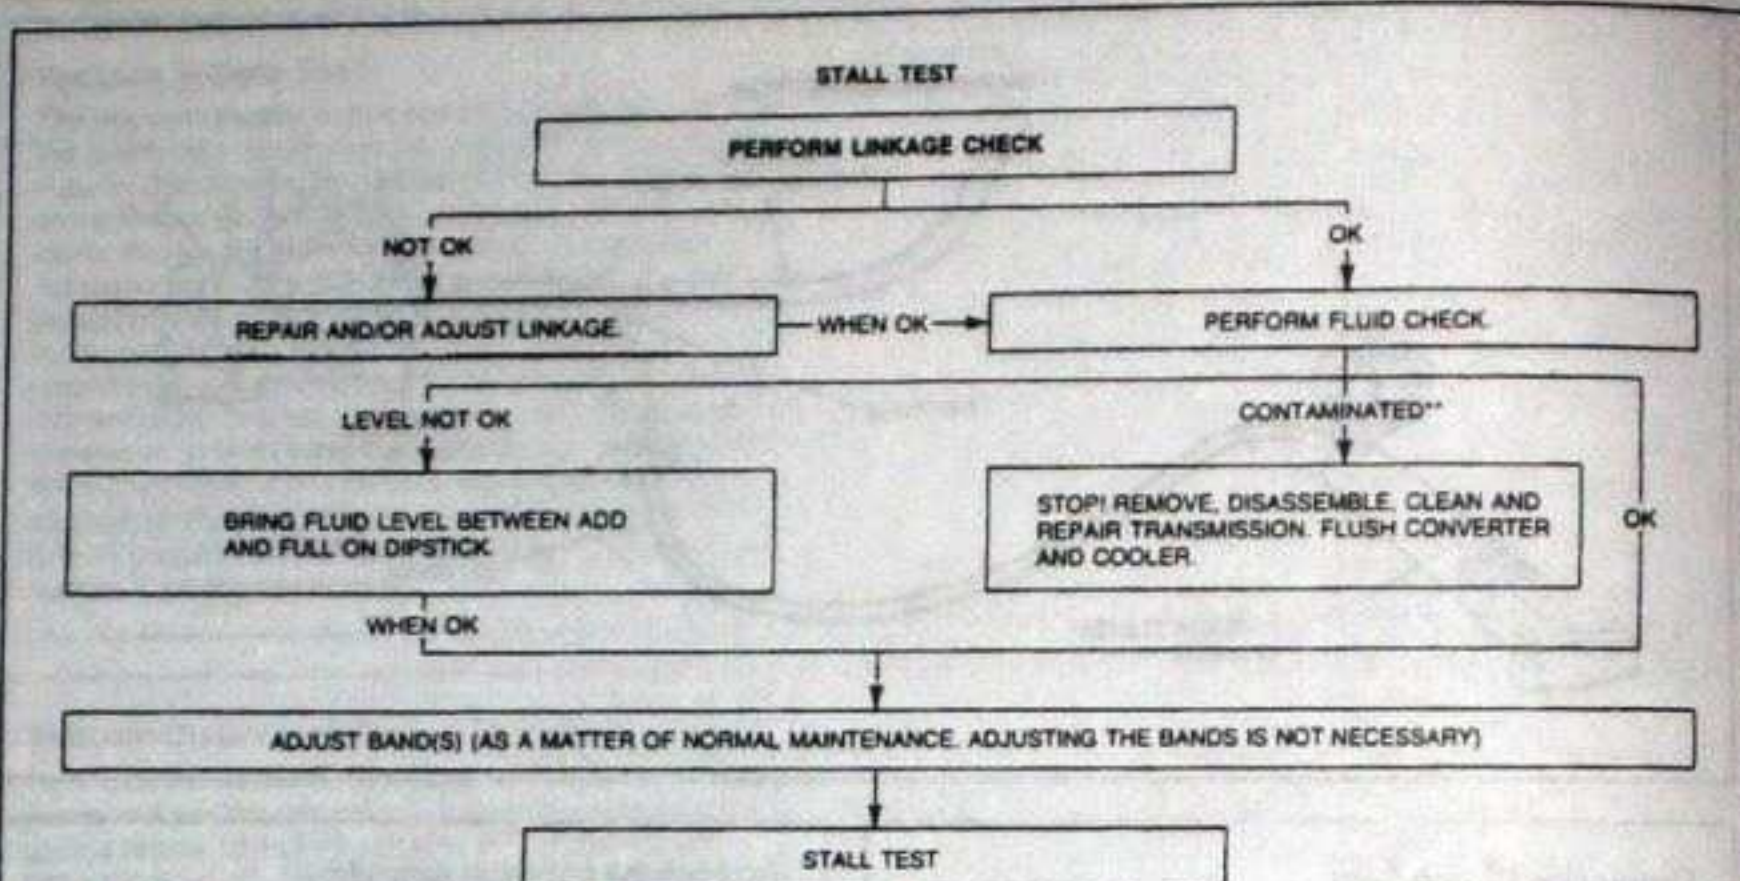 STALL TEST
PERFORM LINKAGE CHECK
NOT OK
OK
REPAIR AND/OR ADJUST LINKAGE.
WHEN OK
PERFORM FLUID CHECK.
LEVEL NOT OK
CONTAMINATED**
BRING FLUID LEVEL BETWEEN ADD
AND FULL ON DIPSTICK.
STOP! REMOVE, DISASSEMBLE, CLEAN AND
REPAIR TRANSMISSION. FLUSH CONVERTER
AND COOLER.
OK
WHEN OK
ADJUST BAND(S) (AS A MATTER OF NORMAL MAINTENANCE. ADJUSTING THE BANDS IS NOT NECESSARY)
STALL TEST